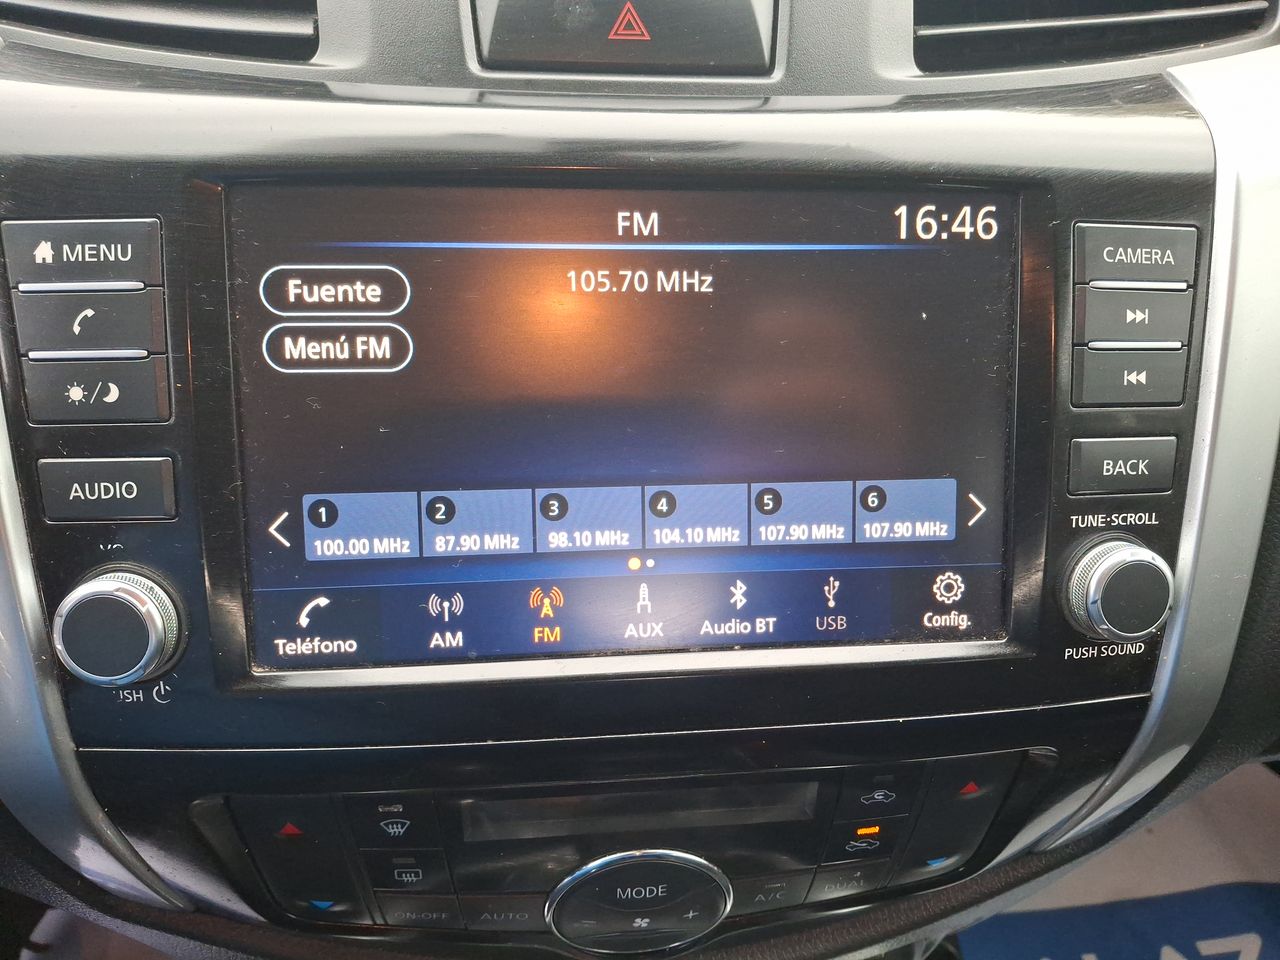 FM
16:46
MENU
CAMERA
Fuente
105.70 MHz
Menú FM
AUDIO
BACK
TUNE·SCROLL
1
100.00 MHz
2
87.90 MHz
3
98.10 MHz
4
104.10 MHz
5
107.90 MHz
6
107.90 MHz
Teléfono
AM
FM
AUX
Audio BT
USB
Config.
PUSH SOUND
MODE
ON·OFF
AUTO
A/C
DUAL